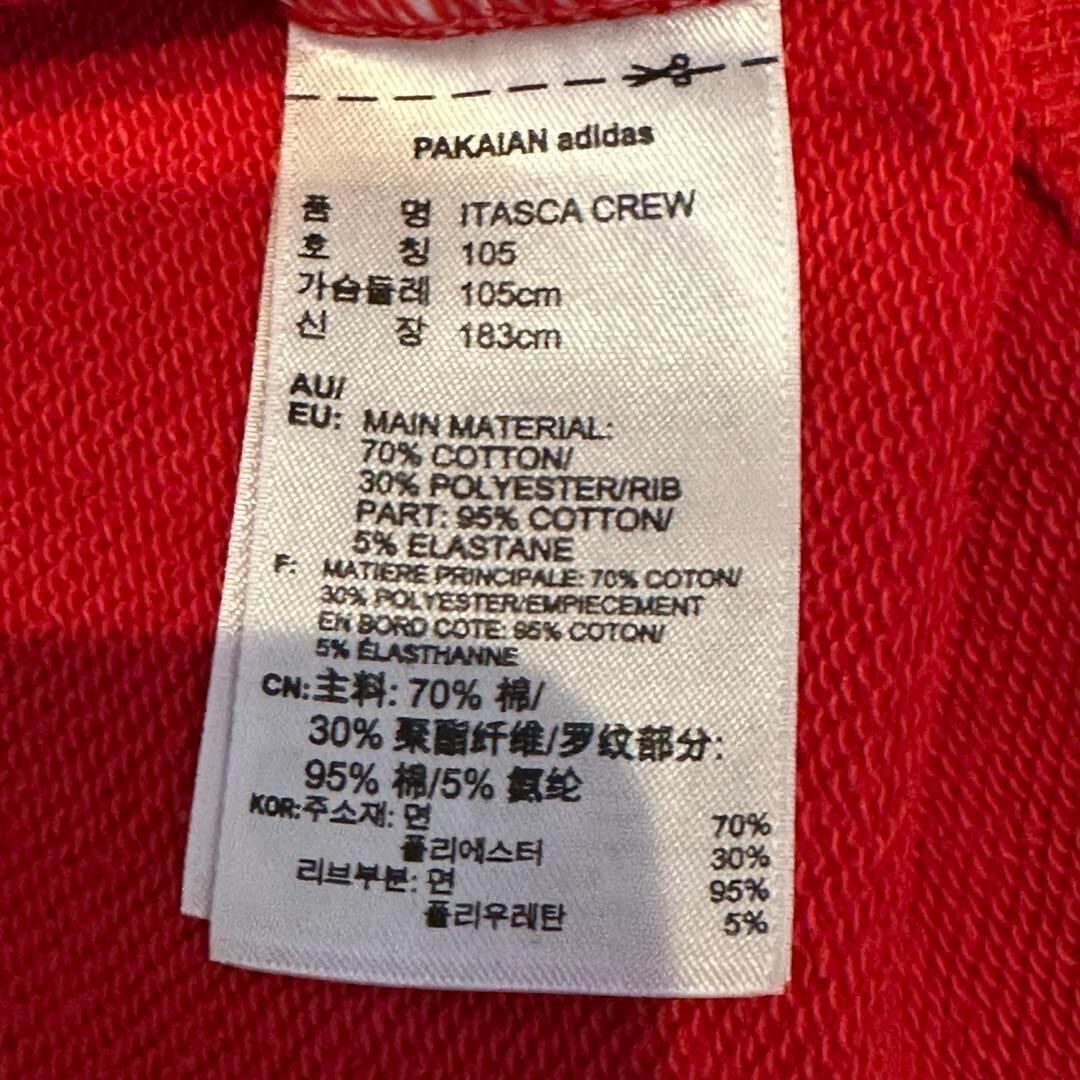 PAKAIAN adidas
품 명 ITASCA CREW
호 칭 105
가슴둘레 105cm
신 장 183cm
AU/
EU: MAIN MATERIAL:
70% COTTON/
30% POLYESTER/RIB
PART: 95% COTTON/
5% ELASTANE
F: MATIERE PRINCIPALE: 70% COTON/
30% POLYESTER/EMPIECEMENT
EN BORD COTE: 95% COTON/
5% ÉLASTHANNE
CN:主料: 70% 棉/
30% 聚酯纤维/罗纹部分:
95% 棉/5% 氨纶
KOR:주소재: 면 70%
폴리에스터 30%
리브부분: 면 95%
폴리우레탄 5%